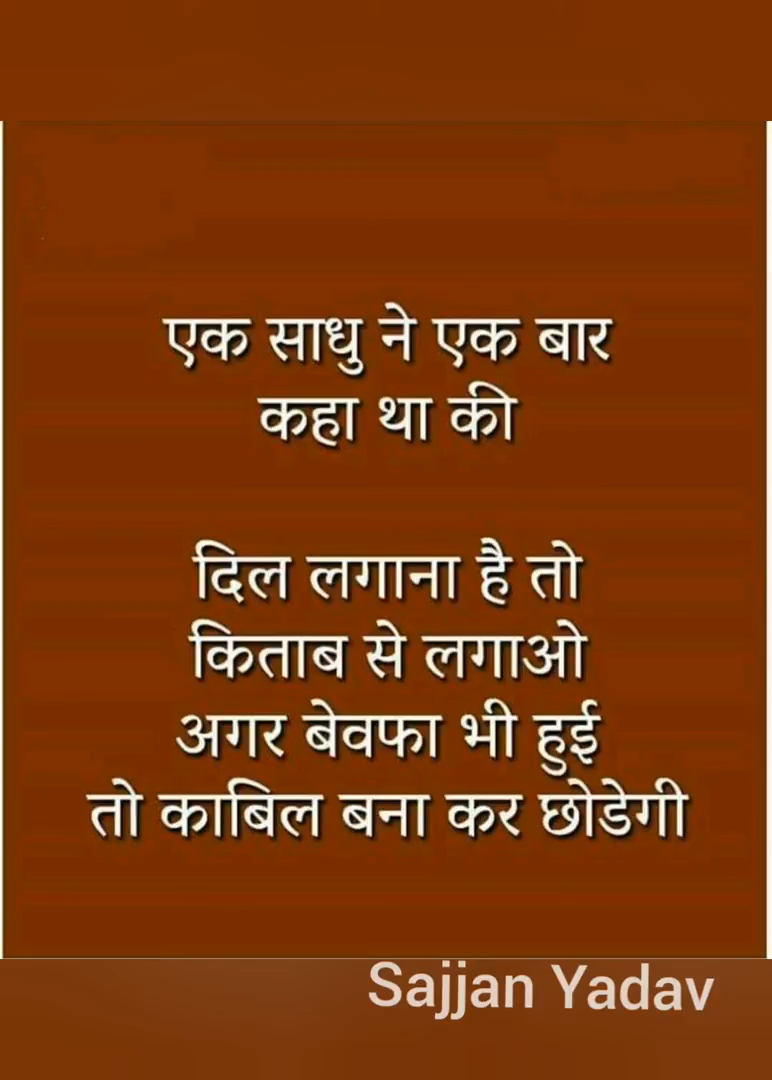 एक साधु ने एक बार
कहा था की
दिल लगाना है तो
किताब से लगाओ
अगर बेवफा भी हुई
तो काबिल बना कर छोडेगी
Sajjan Yadav